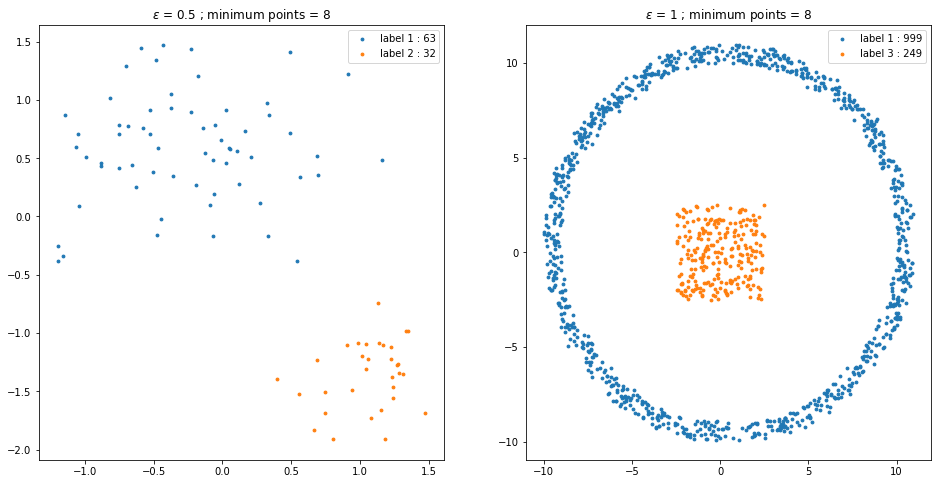 ε = 0.5 ; minimum points = 8
label 1 : 63
label 2 : 32
1.5
1.0
0.5
0.0
−0.5
−1.0
−1.5
−2.0
−1.0 −0.5 0.0 0.5 1.0 1.5
ε = 1 ; minimum points = 8
label 1 : 999
label 3 : 249
10
5
0
−5
−10
−10 −5 0 5 10